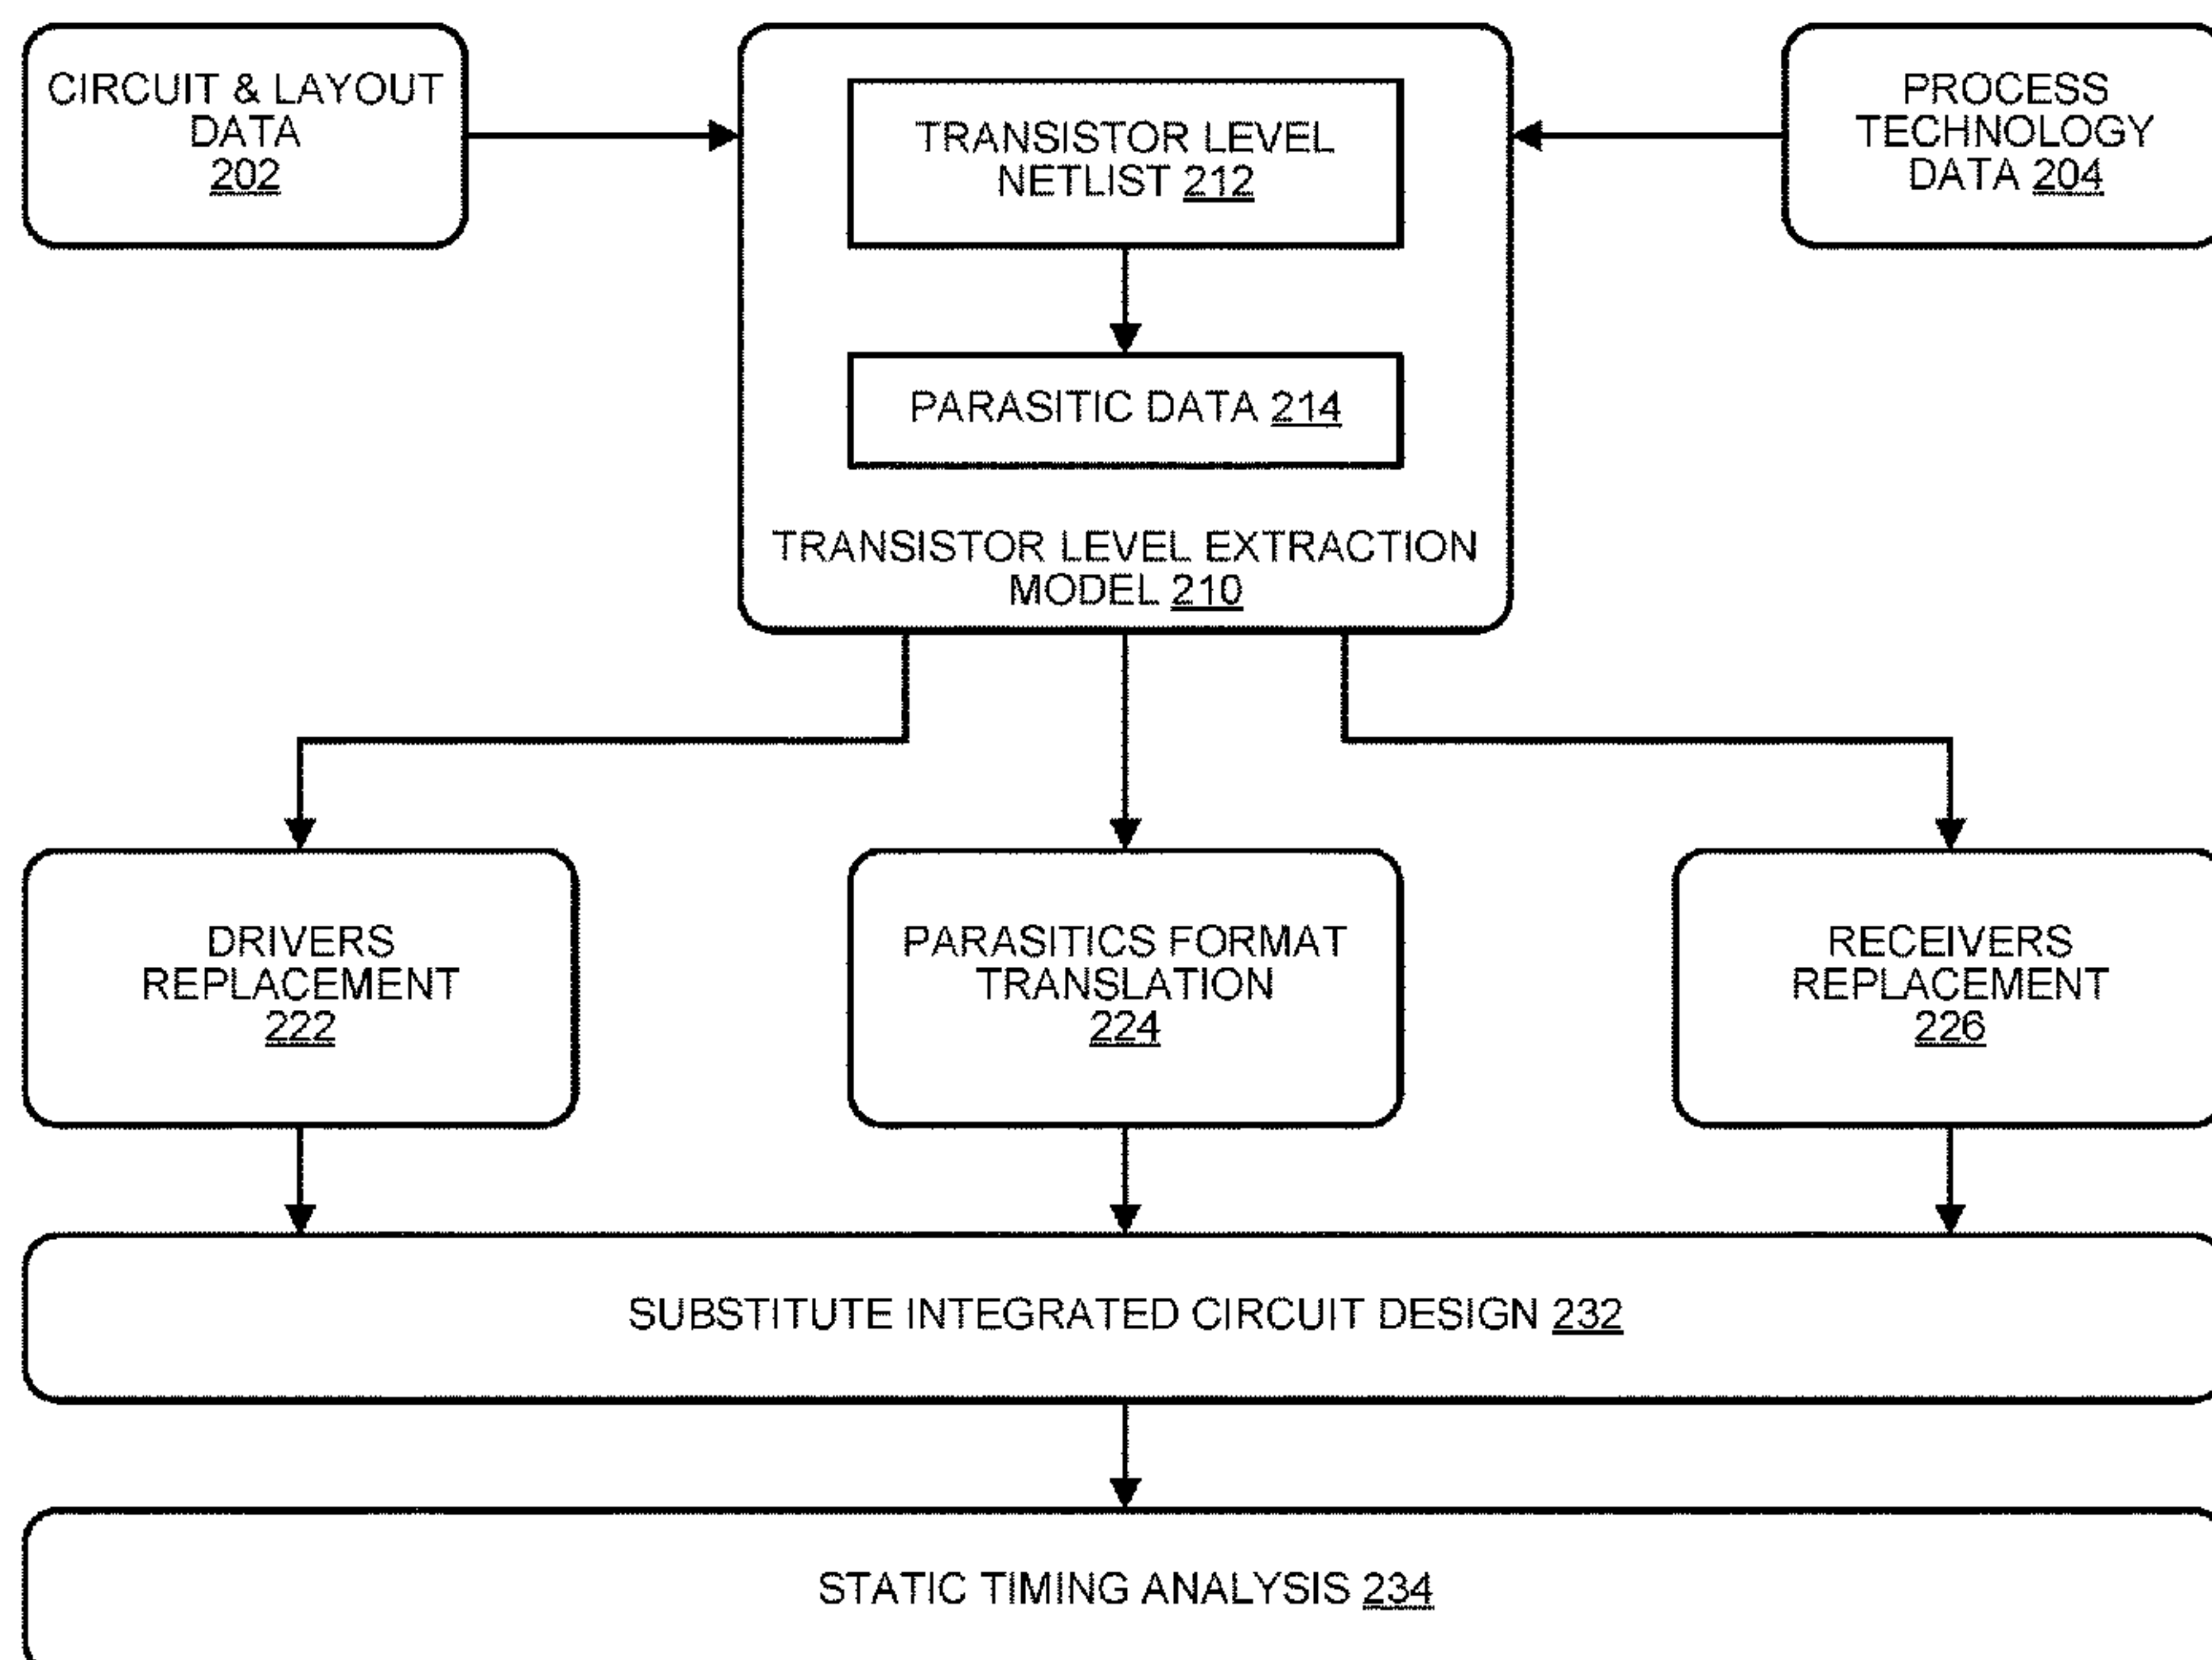 CIRCUIT & LAYOUT
DATA
202
TRANSISTOR LEVEL
NETLIST 212
PROCESS
TECHNOLOGY
DATA 204
PARASITIC DATA 214
TRANSISTOR LEVEL EXTRACTION
MODEL 210
DRIVERS
REPLACEMENT
222
PARASITICS FORMAT
TRANSLATION
224
RECEIVERS
REPLACEMENT
226
SUBSTITUTE INTEGRATED CIRCUIT DESIGN 232
STATIC TIMING ANALYSIS 234